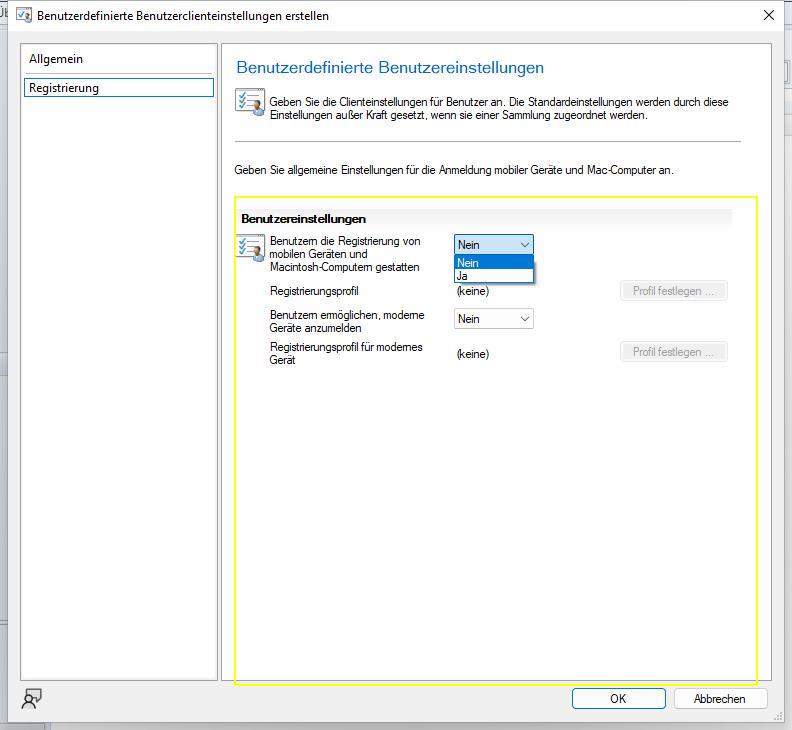 Benutzerdefinierte Benutzerclienteinstellungen erstellen
Allgemein
Registrierung
Benutzerdefinierte Benutzereinstellungen
Geben Sie die Clienteinstellungen für Benutzer an. Die Standardeinstellungen werden durch diese
Einstellungen außer Kraft gesetzt, wenn sie einer Sammlung zugeordnet werden.
Geben Sie allgemeine Einstellungen für die Anmeldung mobiler Geräte und Mac-Computer an.
Benutzereinstellungen
Benutzern die Registrierung von
mobilen Geräten und
Macintosh-Computern gestatten
Nein
Nein
Ja
Registrierungsprofil
(keine)
Profil festlegen ...
Benutzern ermöglichen, moderne
Geräte anzumelden
Nein
Registrierungsprofil für modernes
Gerät
(keine)
Profil festlegen ...
OK
Abbrechen